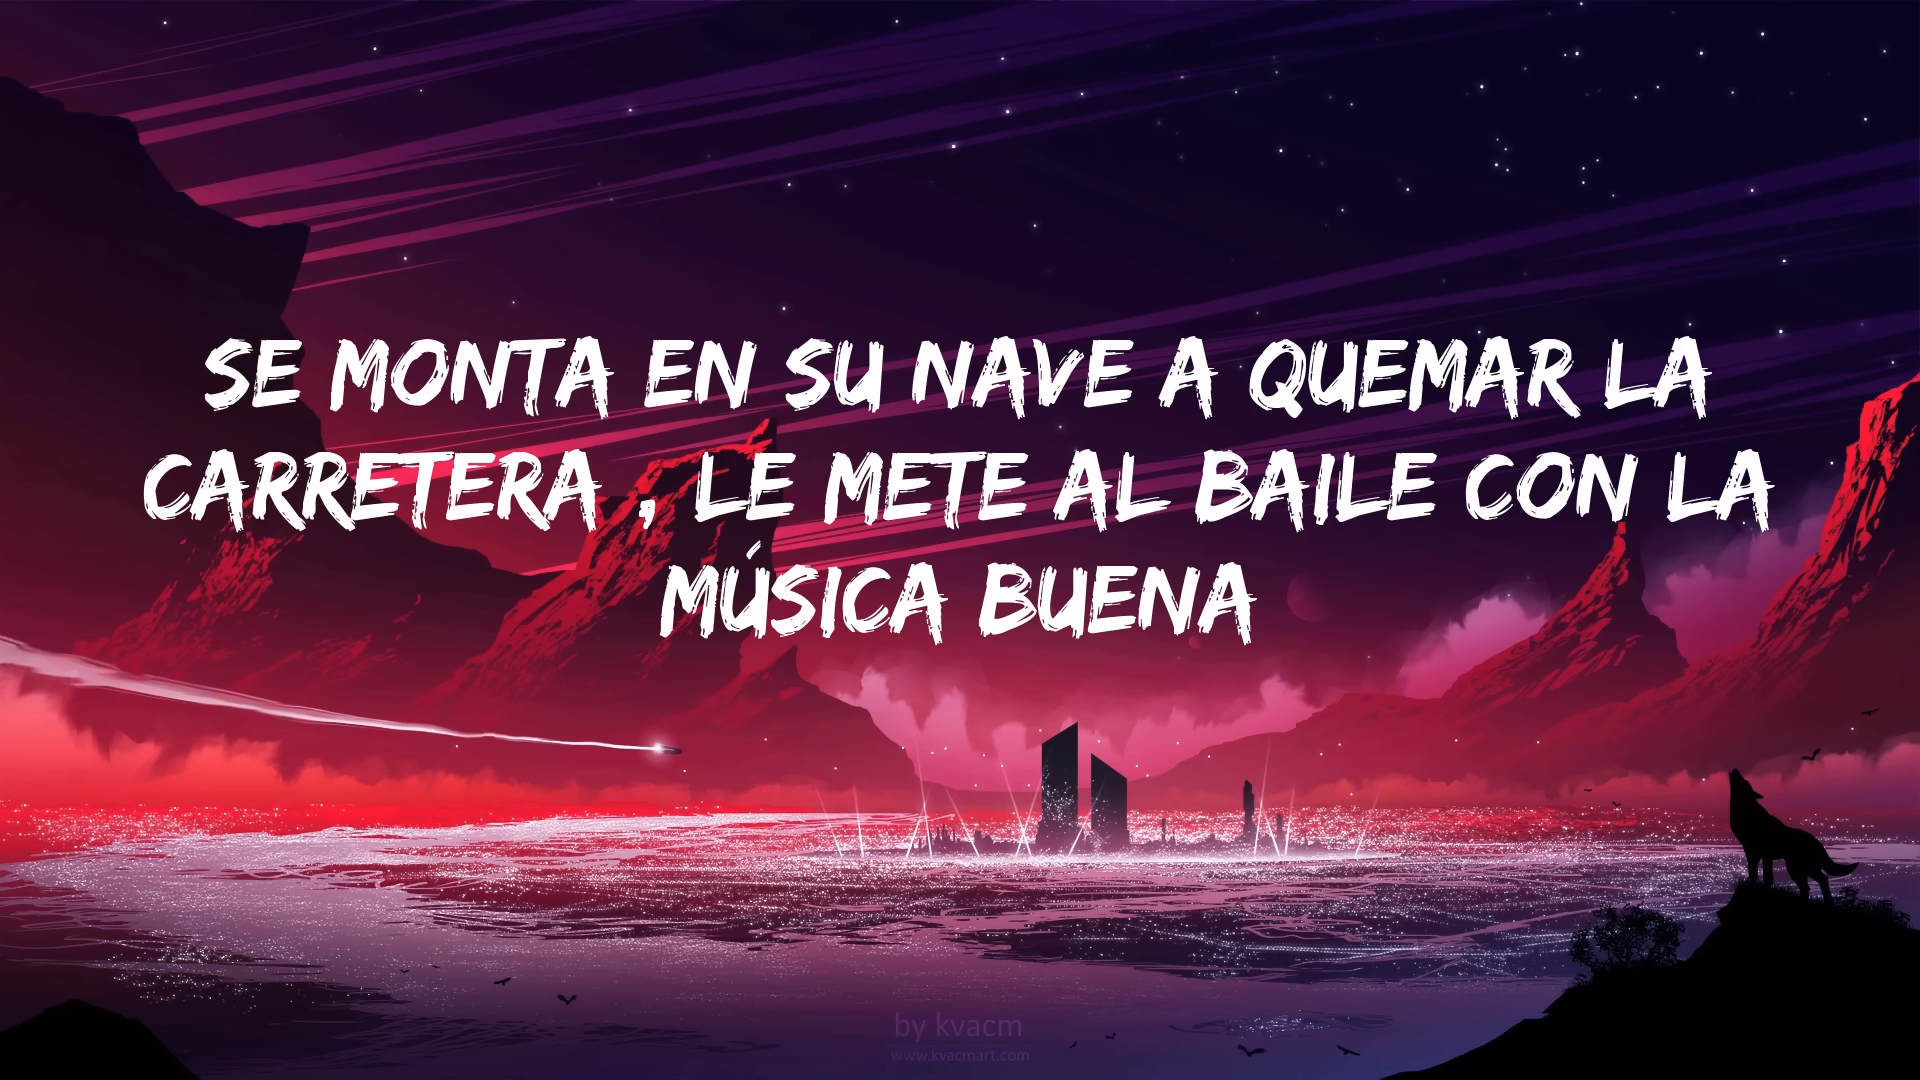 SE MONTA EN SU NAVE A QUEMAR LA
CARRETERA , LE METE AL BAILE CON LA
MÚSICA BUENA
by kvacm
www.kvacmart.com